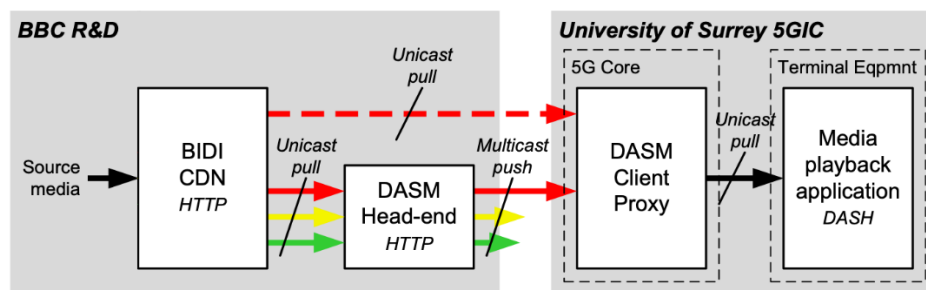 BBC R&D
University of Surrey 5GIC
Unicast
pull
5G Core
Terminal Eqpmnt
Source
media
BIDI
CDN
HTTP
Unicast
pull
DASM
Head-end
HTTP
Multicast
push
DASM
Client
Proxy
Unicast
pull
Media
playback
application
DASH